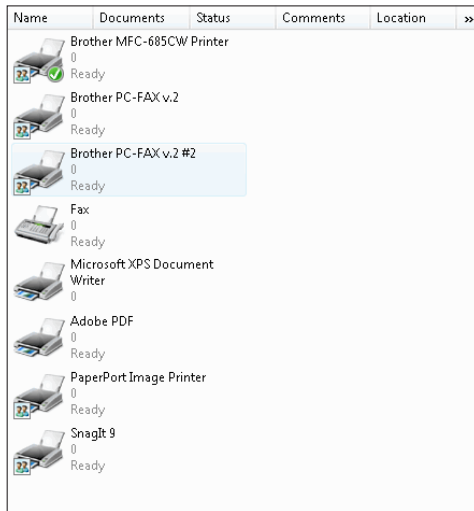 Name Documents Status Comments Location »
Brother MFC-685CW Printer
0
Ready
Brother PC-FAX v.2
0
Ready
Brother PC-FAX v.2 #2
0
Ready
Fax
0
Ready
Microsoft XPS Document
Writer
0
Adobe PDF
0
Ready
PaperPort Image Printer
0
Ready
SnagIt 9
0
Ready